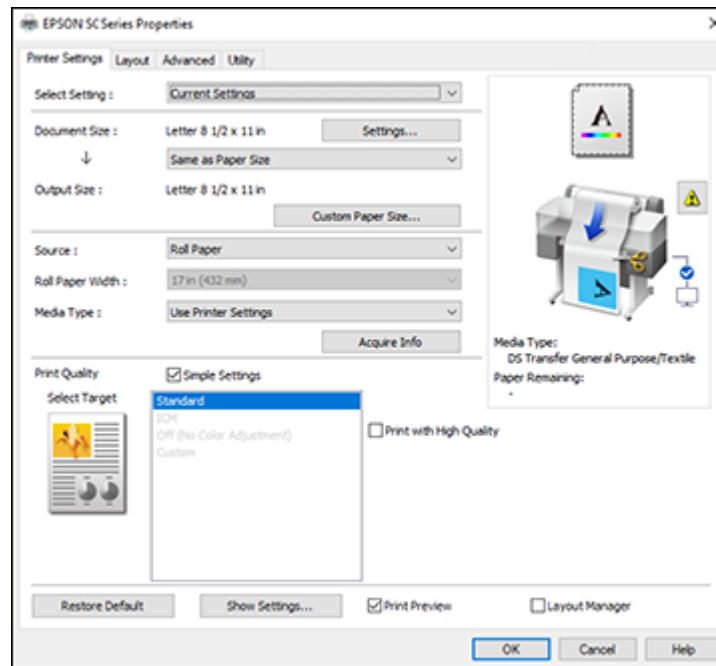 EPSON SC Series Properties
Printer Settings Layout Advanced Utility
Select Setting : Current Settings
Document Size : Letter 8 1/2 x 11 in Settings...
Same as Paper Size
Output Size : Letter 8 1/2 x 11 in
Custom Paper Size...
Source : Roll Paper
Roll Paper Width : 17 in (432 mm)
Media Type : Use Printer Settings
Acquire Info
Media Type:
DS Transfer General Purpose/Textile
Paper Remaining:
-
Print Quality Simple Settings
Select Target Standard
ICM
Off (No Color Adjustment)
Custom
Print with High Quality
Restore Default Show Settings... Print Preview Layout Manager
OK Cancel Help